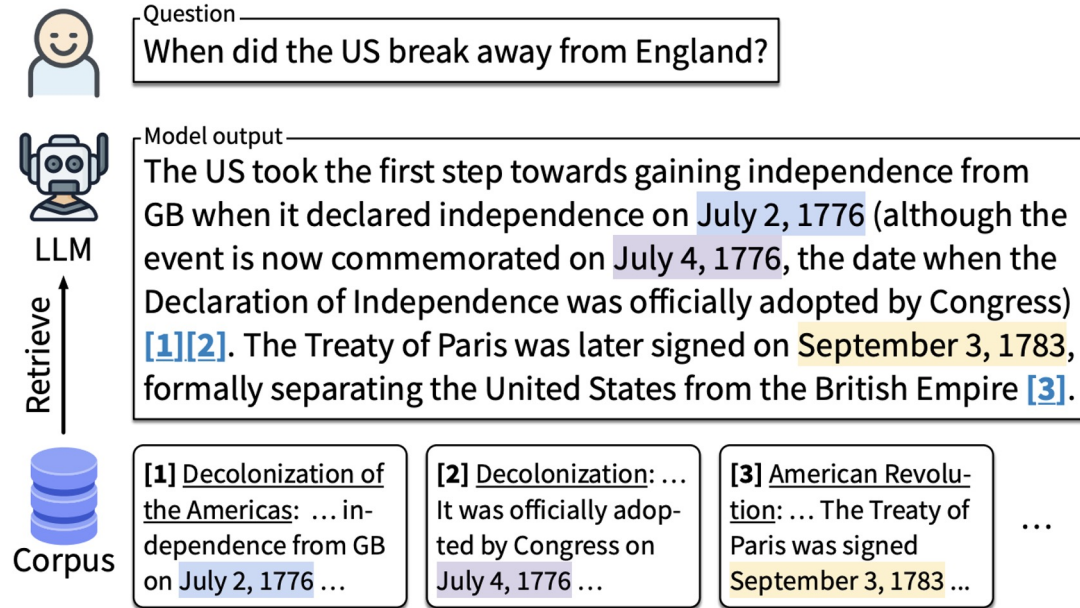 Question
When did the US break away from England?
Model output
The US took the first step towards gaining independence from
GB when it declared independence on July 2, 1776 (although the
event is now commemorated on July 4, 1776, the date when the
Declaration of Independence was officially adopted by Congress)
[1][2]. The Treaty of Paris was later signed on September 3, 1783,
formally separating the United States from the British Empire [3].
LLM
Retrieve
Corpus
[1] Decolonization of
the Americas: ... in-
dependence from GB
on July 2, 1776 ...
[2] Decolonization: ...
It was officially adop-
ted by Congress on
July 4, 1776 ...
[3] American Revolu-
tion: ... The Treaty of
Paris was signed
September 3, 1783 ...
...